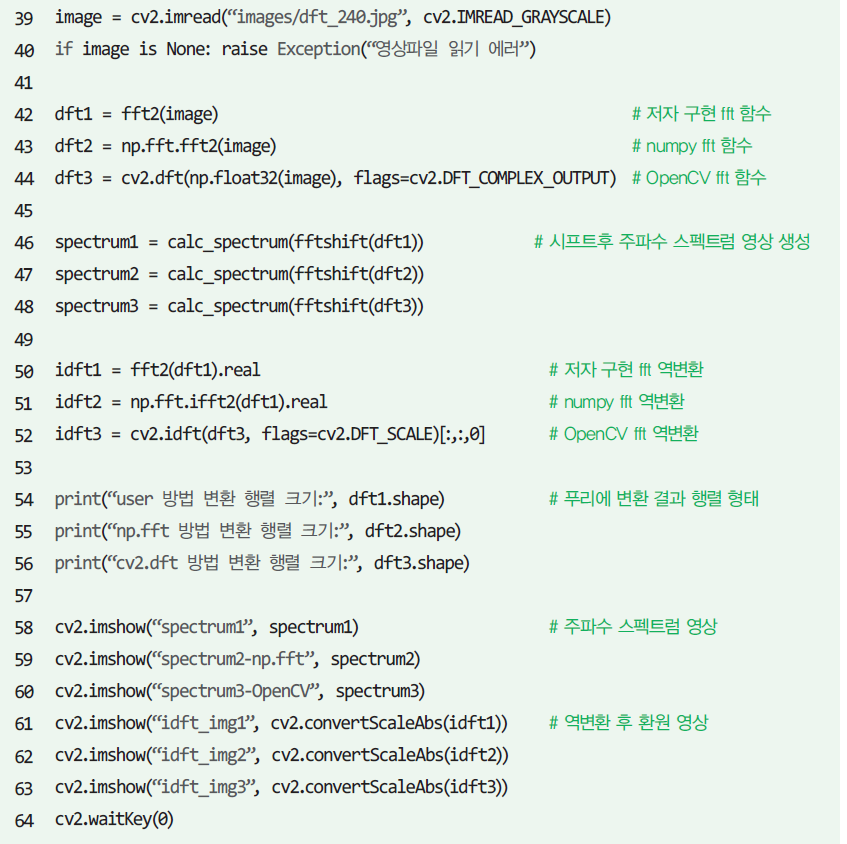 39 image = cv2.imread(“images/dft_240.jpg”, cv2.IMREAD_GRAYSCALE)
40 if image is None: raise Exception(“영상파일 읽기 에러”)
41
42 dft1 = fft2(image) # 저자 구현 fft 함수
43 dft2 = np.fft.fft2(image) # numpy fft 함수
44 dft3 = cv2.dft(np.float32(image), flags=cv2.DFT_COMPLEX_OUTPUT) # OpenCV fft 함수
45
46 spectrum1 = calc_spectrum(fftshift(dft1)) # 시프트후 주파수 스펙트럼 영상 생성
47 spectrum2 = calc_spectrum(fftshift(dft2))
48 spectrum3 = calc_spectrum(fftshift(dft3))
49
50 idft1 = fft2(dft1).real # 저자 구현 fft 역변환
51 idft2 = np.fft.ifft2(dft1).real # numpy fft 역변환
52 idft3 = cv2.idft(dft3, flags=cv2.DFT_SCALE)[:,:,0] # OpenCV fft 역변환
53
54 print(“user 방법 변환 행렬 크기:”, dft1.shape) # 푸리에 변환 결과 행렬 형태
55 print(“np.fft 방법 변환 행렬 크기:”, dft2.shape)
56 print(“cv2.dft 방법 변환 행렬 크기:”, dft3.shape)
57
58 cv2.imshow(“spectrum1”, spectrum1) # 주파수 스펙트럼 영상
59 cv2.imshow(“spectrum2-np.fft”, spectrum2)
60 cv2.imshow(“spectrum3-OpenCV”, spectrum3)
61 cv2.imshow(“idft_img1”, cv2.convertScaleAbs(idft1)) # 역변환 후 환원 영상
62 cv2.imshow(“idft_img2”, cv2.convertScaleAbs(idft2))
63 cv2.imshow(“idft_img3”, cv2.convertScaleAbs(idft3))
64 cv2.waitKey(0)